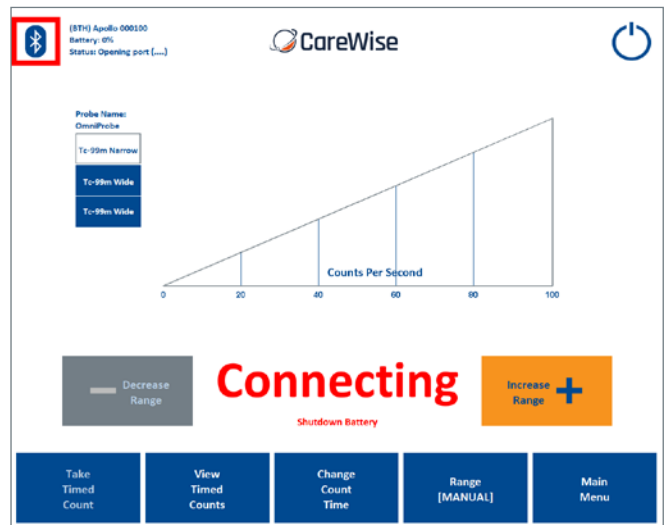 (BTH) Apollo 000100
Battery: 0%
Status: Opening port [....]
CareWise
Probe Name:
OmniProbe
Tc-99m Narrow
Tc-99m Wide
Tc-99m Wide
Counts Per Second
0 20 40 60 80 100
Decrease
Range
Connecting
Shutdown Battery
Increase
Range
Take
Timed
Count
View
Timed
Counts
Change
Count
Time
Range
[MANUAL]
Main
Menu